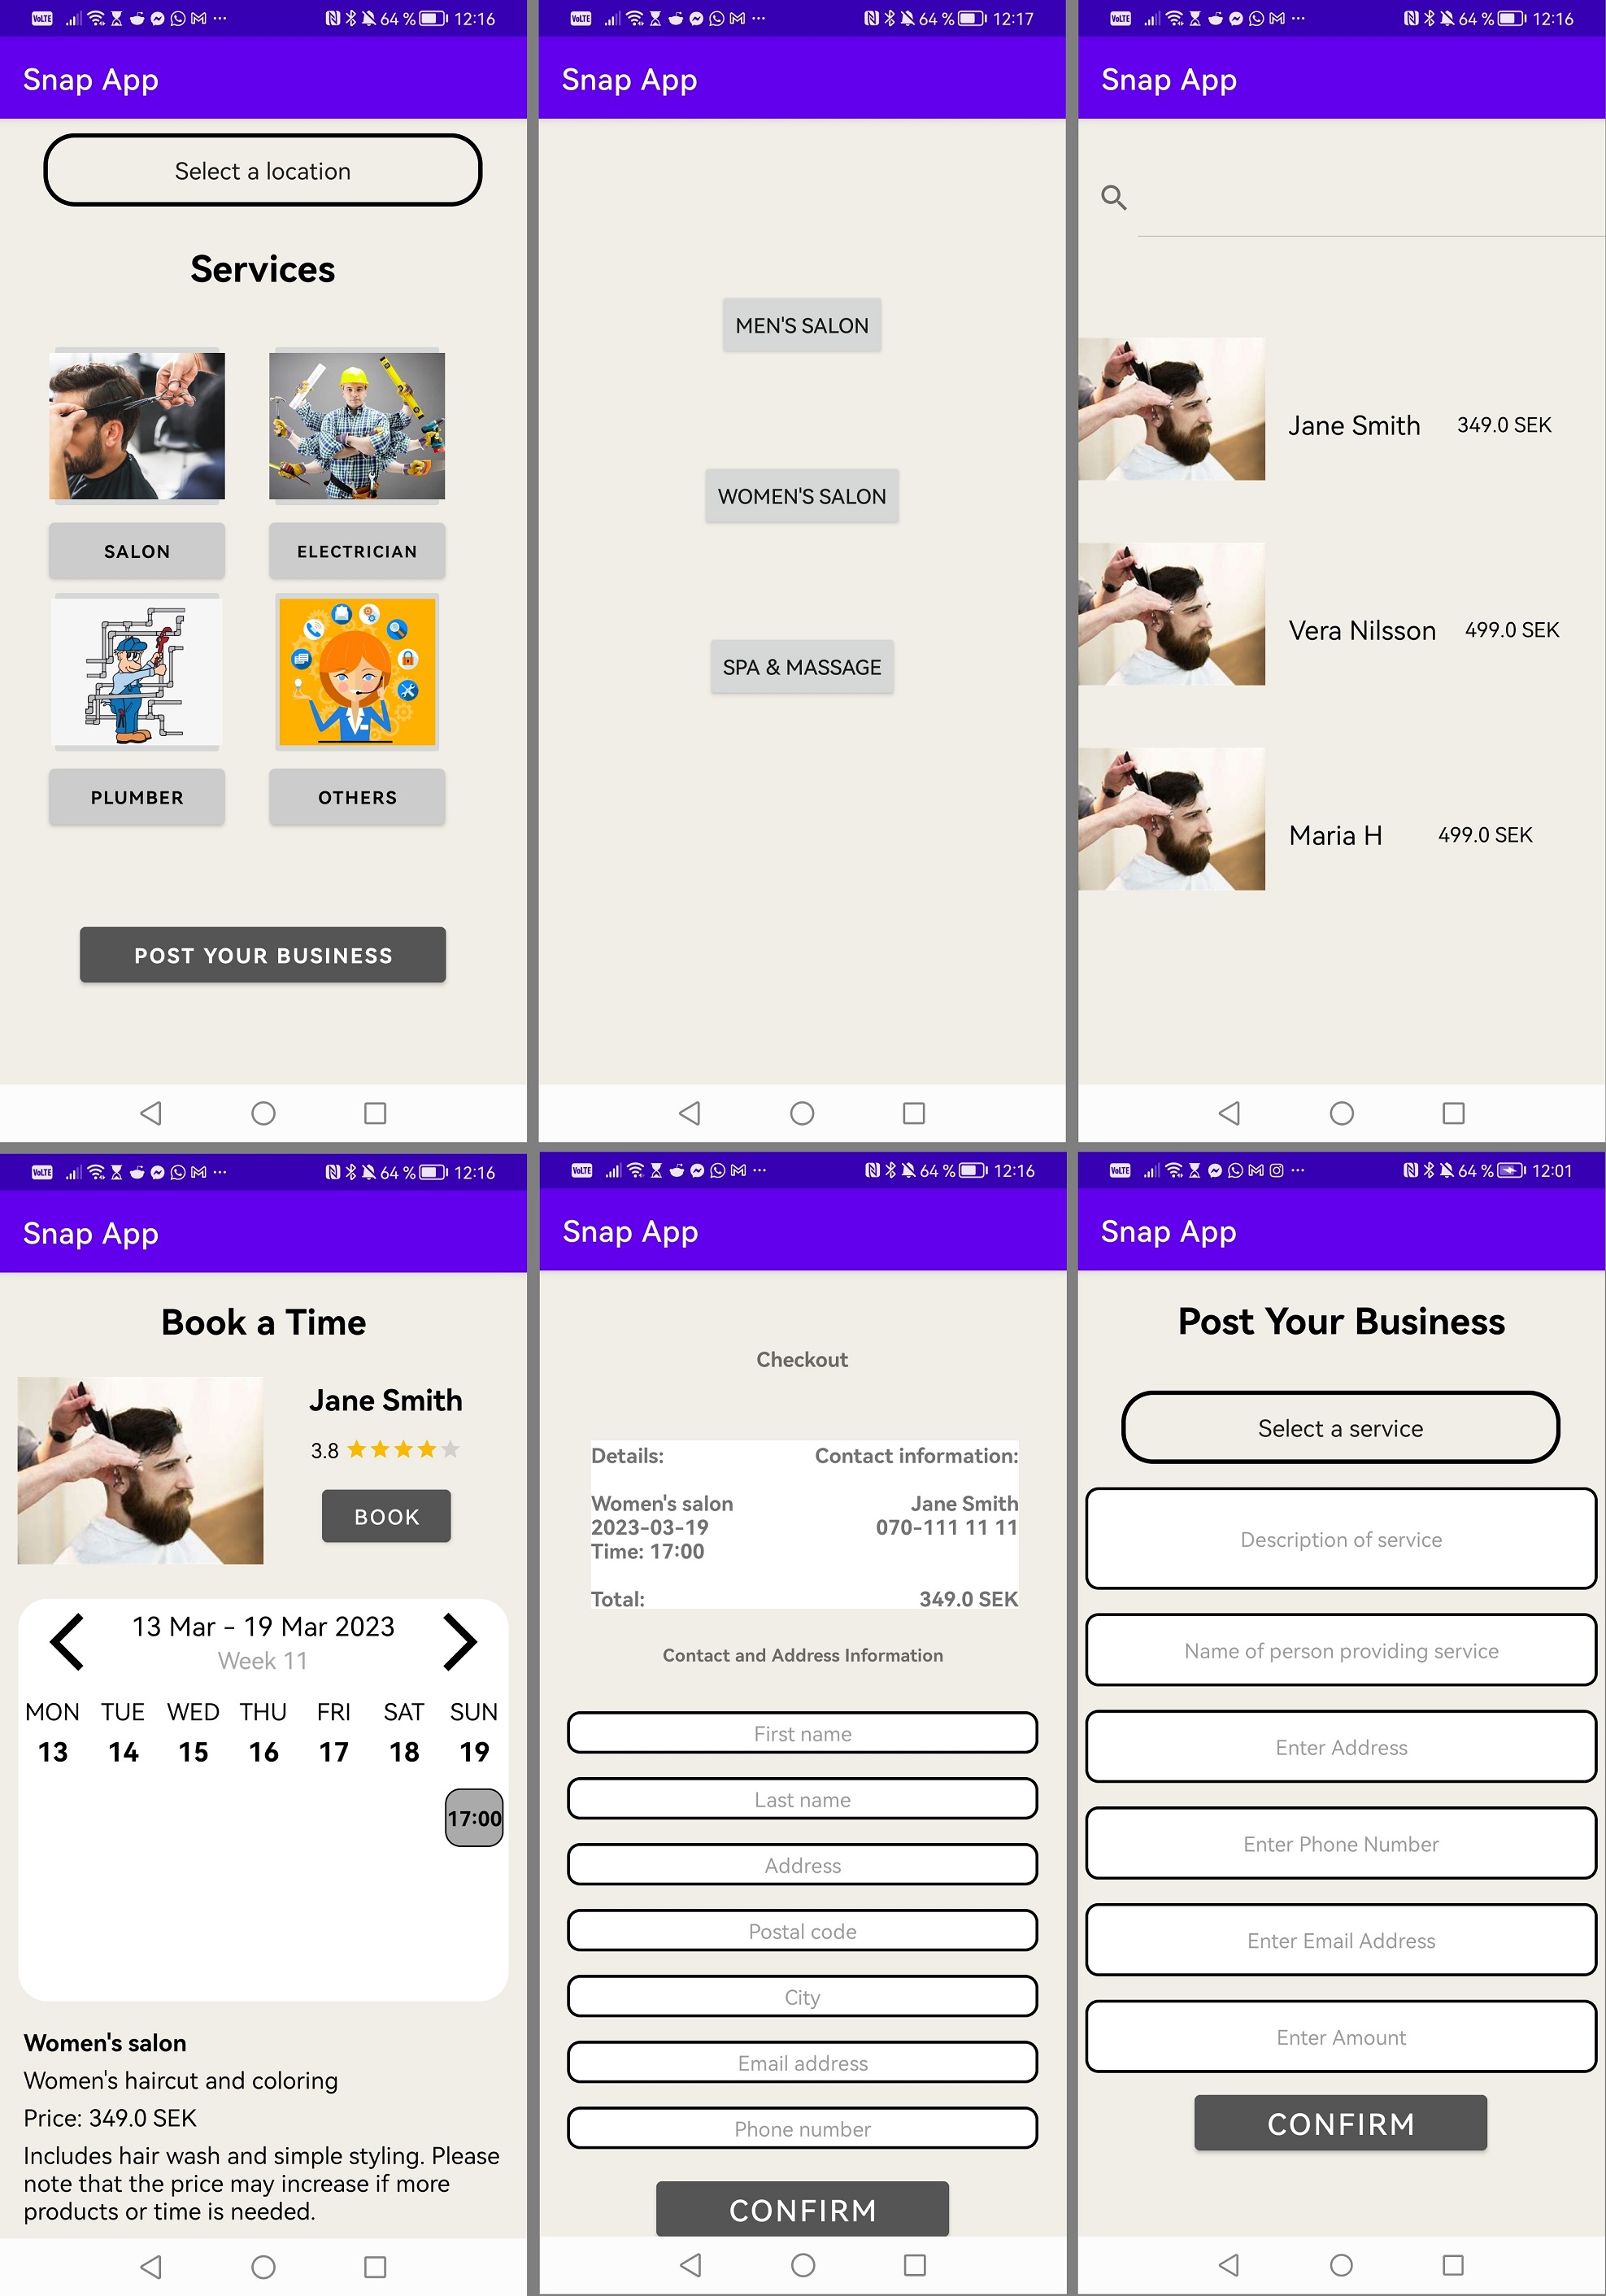 VoLTE 64 % 12:16
Snap App
Select a location
Services
SALON
ELECTRICIAN
PLUMBER
OTHERS
POST YOUR BUSINESS
VoLTE 64 % 12:17
Snap App
MEN'S SALON
WOMEN'S SALON
SPA & MASSAGE
VoLTE 64 % 12:16
Snap App
Jane Smith 349.0 SEK
Vera Nilsson 499.0 SEK
Maria H 499.0 SEK
VoLTE 64 % 12:16
Snap App
Book a Time
Jane Smith
3.8
BOOK
13 Mar - 19 Mar 2023
Week 11
MON TUE WED THU FRI SAT SUN
13 14 15 16 17 18 19
17:00
Women's salon
Women's haircut and coloring
Price: 349.0 SEK
Includes hair wash and simple styling. Please
note that the price may increase if more
products or time is needed.
VoLTE 64 % 12:16
Snap App
Checkout
Details: Contact information:
Women's salon Jane Smith
2023-03-19 070-111 11 11
Time: 17:00
Total: 349.0 SEK
Contact and Address Information
First name
Last name
Address
Postal code
City
Email address
Phone number
CONFIRM
VoLTE 64 % 12:01
Snap App
Post Your Business
Select a service
Description of service
Name of person providing service
Enter Address
Enter Phone Number
Enter Email Address
Enter Amount
CONFIRM